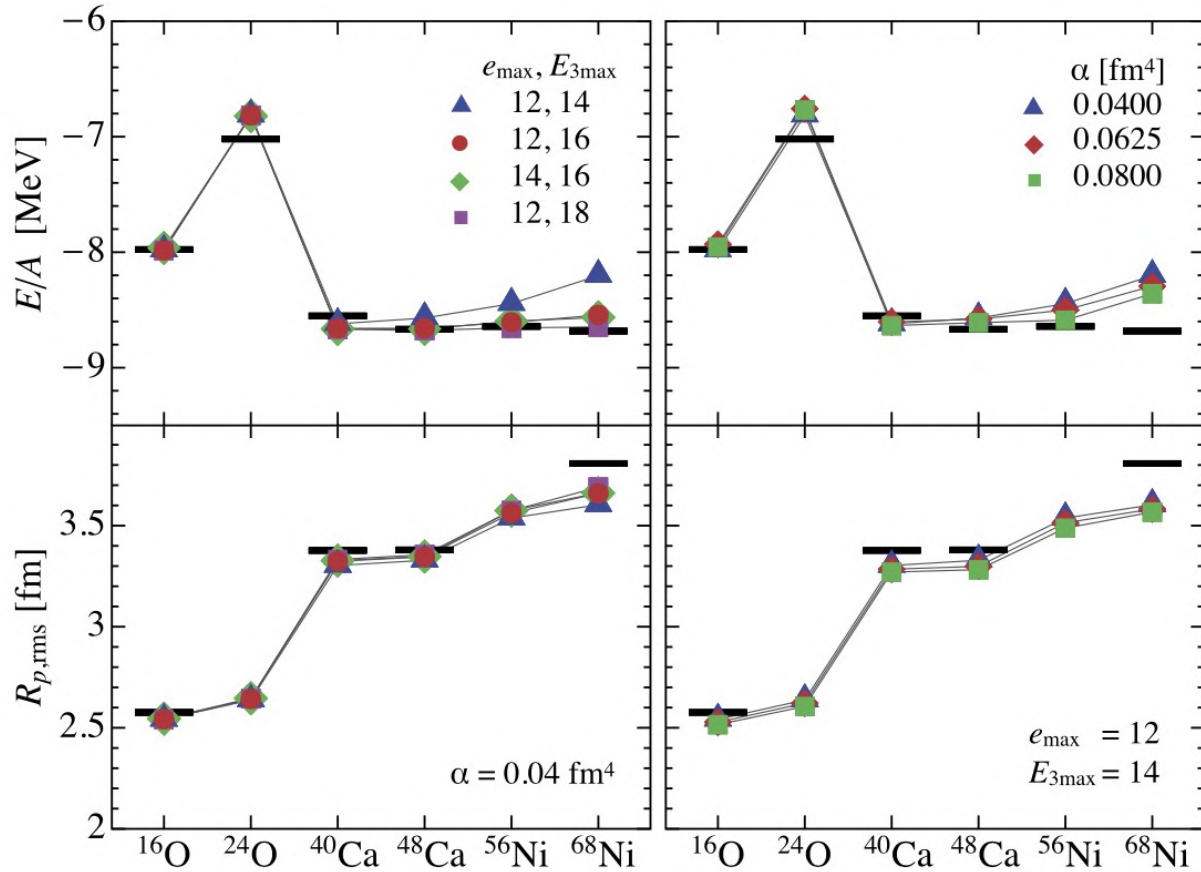 −6
−7
−8
−9
E/A [MeV]
e_max, E_3max
12, 14
12, 16
14, 16
12, 18
α [fm⁴]
0.0400
0.0625
0.0800
3.5
3
2.5
2
R_p,rms [fm]
α = 0.04 fm⁴
e_max = 12
E_3max = 14
¹⁶O ²⁴O ⁴⁰Ca ⁴⁸Ca ⁵⁶Ni ⁶⁸Ni
¹⁶O ²⁴O ⁴⁰Ca ⁴⁸Ca ⁵⁶Ni ⁶⁸Ni